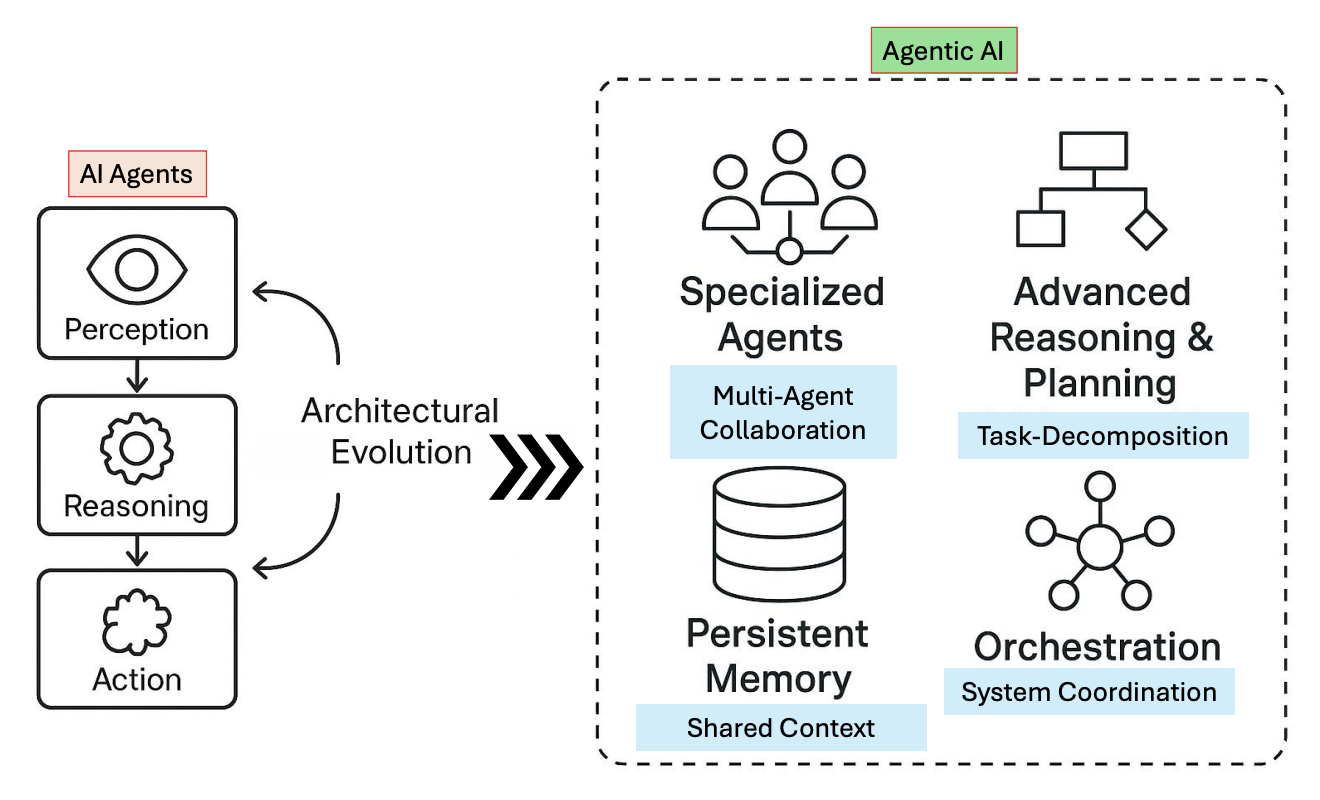 AI Agents
Perception
Reasoning
Action
Architectural
Evolution
Agentic AI
Specialized
Agents
Multi-Agent
Collaboration
Advanced
Reasoning &
Planning
Task-Decomposition
Persistent
Memory
Shared Context
Orchestration
System Coordination